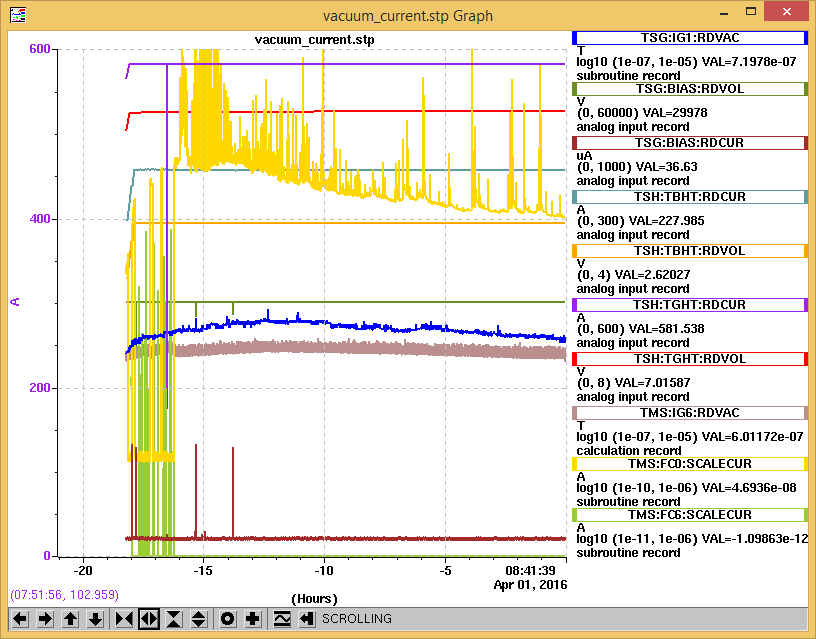 vacuum_current.stp Graph
vacuum_current.stp
600
400
200
0
A
-20
-15
-10
-5
08:41:39
Apr 01, 2016
(Hours)
(07:51:56, 102.959)
TSG:IG1:RDVAC
T
log10 (1e-07, 1e-05) VAL=7.1978e-07
subroutine record
TSG:BIAS:RDVOL
V
(0, 60000) VAL=29978
analog input record
TSG:BIAS:RDCUR
uA
(0, 1000) VAL=36.63
analog input record
TSH:TBHT:RDCUR
A
(0, 300) VAL=227.985
analog input record
TSH:TBHT:RDVOL
V
(0, 4) VAL=2.62027
analog input record
TSH:TGHT:RDCUR
A
(0, 600) VAL=581.538
analog input record
TSH:TGHT:RDVOL
V
(0, 8) VAL=7.01587
analog input record
TMS:IG6:RDVAC
T
log10 (1e-07, 1e-05) VAL=6.01172e-07
calculation record
TMS:FC0:SCALECUR
A
log10 (1e-10, 1e-06) VAL=4.6936e-08
subroutine record
TMS:FC6:SCALECUR
A
log10 (1e-11, 1e-06) VAL=-1.09863e-12
subroutine record
SCROLLING